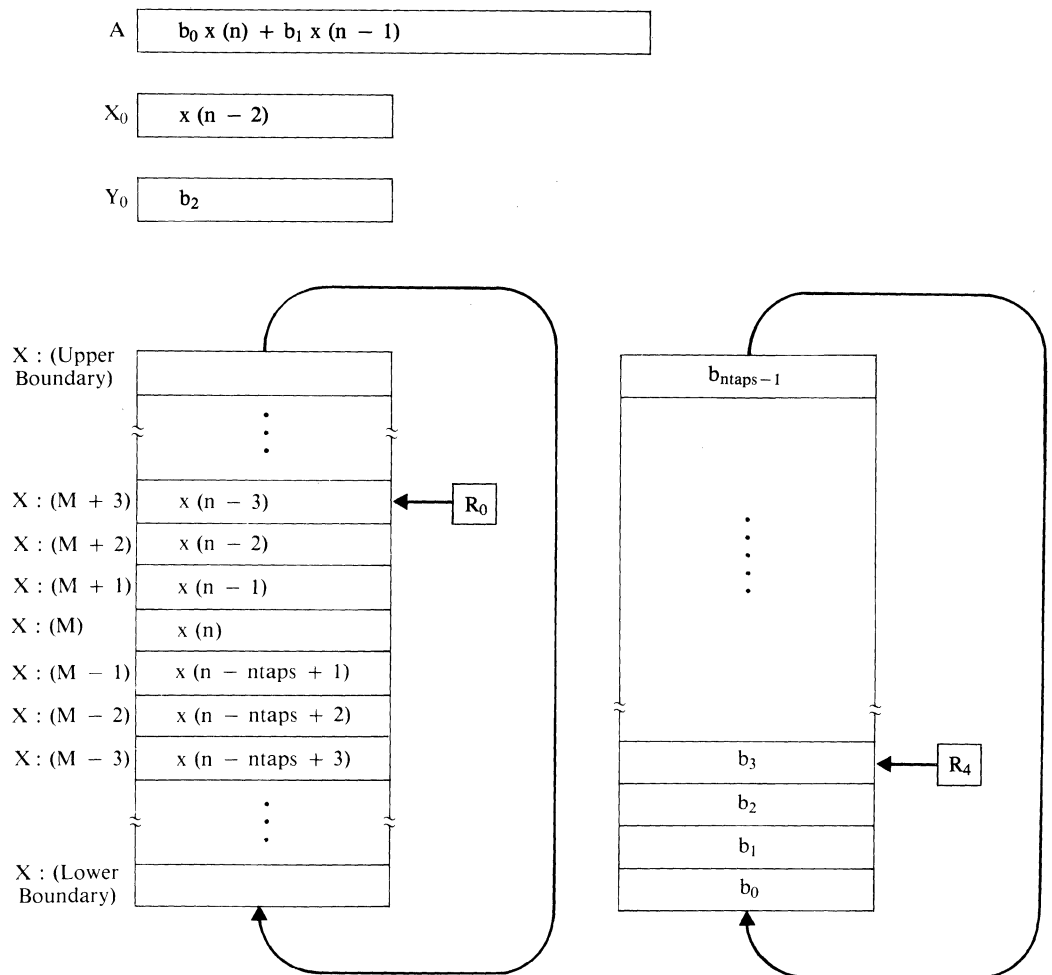 A b₀ x (n) + b₁ x (n − 1)
X₀ x (n − 2)
Y₀ b₂
X : (Upper
Boundary)
X : (M + 3) x (n − 3) R₀
X : (M + 2) x (n − 2)
X : (M + 1) x (n − 1)
X : (M) x (n)
X : (M − 1) x (n − ntaps + 1)
X : (M − 2) x (n − ntaps + 2)
X : (M − 3) x (n − ntaps + 3)
X : (Lower
Boundary)
bₙₜₐₚₛ₋₁
b₃ R₄
b₂
b₁
b₀